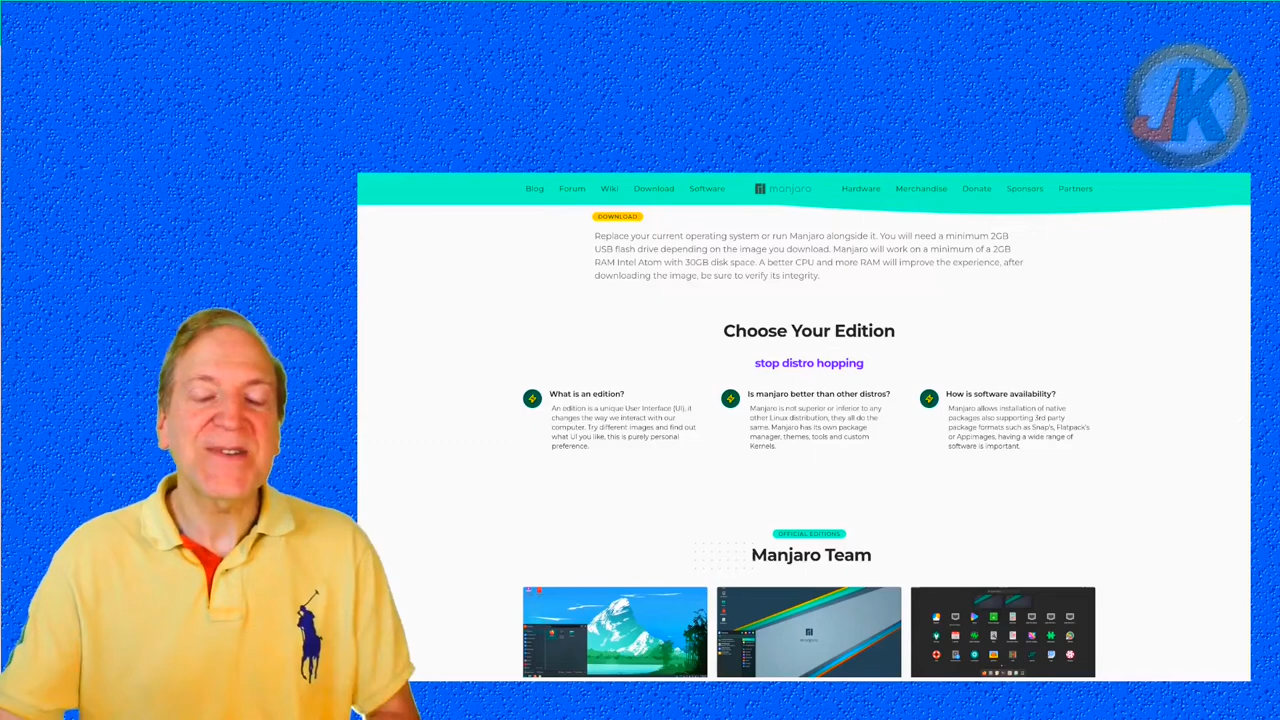 JK
Blog Forum Wiki Download Software manjaro Hardware Merchandise Donate Sponsors Partners
DOWNLOAD
Replace your current operating system or run Manjaro alongside it. You will need a minimum 2GB
USB flash drive depending on the image you download. Manjaro will work on a minimum of a 2GB
RAM Intel Atom with 30GB disk space. A better CPU and more RAM will improve the experience, after
downloading the image, be sure to verify its integrity.
Choose Your Edition
stop distro hopping
What is an edition?
An edition is a unique User Interface (UI), it
changes the way we interact with our
computer. Try different images and find out
what UI you like, this is purely personal
preference.
Is manjaro better than other distros?
Manjaro is not superior or inferior to any
other Linux distribution, they all do the
same. Manjaro has its own package
manager, themes, tools and custom
Kernels.
How is software availability?
Manjaro allows installation of native
packages also supporting 3rd party
package formats such as Snap's, Flatpack's
or AppImages, having a wide range of
software is important.
OFFICIAL EDITIONS
Manjaro Team
manjaro